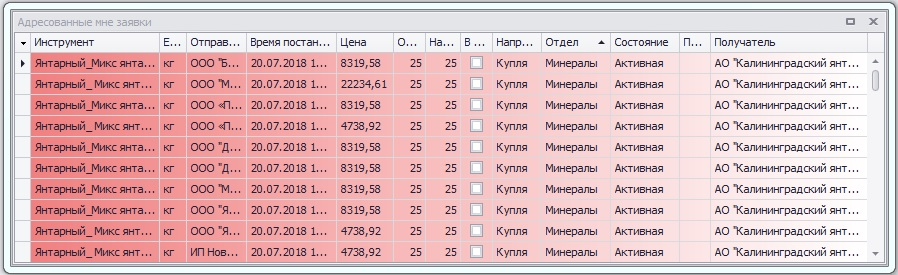 Адресованные мне заявки
Инструмент Е... Отправ... Время постан... Цена О... На... В ... Напр... Отдел Состояние П... Получатель
Янтарный_Микс янта... кг ООО "Б... 20.07.2018 1... 8319,58 25 25 Купля Минералы Активная АО "Калининградский янт...
Янтарный_ Микс янт... кг ООО "М... 20.07.2018 1... 22234,61 25 25 Купля Минералы Активная АО "Калининградский янт...
Янтарный_Микс янта... кг ООО «П... 20.07.2018 1... 8319,58 25 25 Купля Минералы Активная АО "Калининградский янт...
Янтарный_ Микс янт... кг ООО «П... 20.07.2018 1... 4738,92 25 25 Купля Минералы Активная АО "Калининградский янт...
Янтарный_ Микс янт... кг ООО "Д... 20.07.2018 1... 4738,92 25 25 Купля Минералы Активная АО "Калининградский янт...
Янтарный_Микс янта... кг ООО "Д... 20.07.2018 1... 8319,58 25 25 Купля Минералы Активная АО "Калининградский янт...
Янтарный_Микс янта... кг ООО "М... 20.07.2018 1... 8319,58 25 25 Купля Минералы Активная АО "Калининградский янт...
Янтарный_Микс янта... кг ООО "Я... 20.07.2018 1... 8319,58 25 25 Купля Минералы Активная АО "Калининградский янт...
Янтарный_ Микс янт... кг ООО "Я... 20.07.2018 1... 4738,92 25 25 Купля Минералы Активная АО "Калининградский янт...
Янтарный_ Микс янт... кг ИП Нов... 20.07.2018 1... 4738,92 25 25 Купля Минералы Активная АО "Калининградский янт...